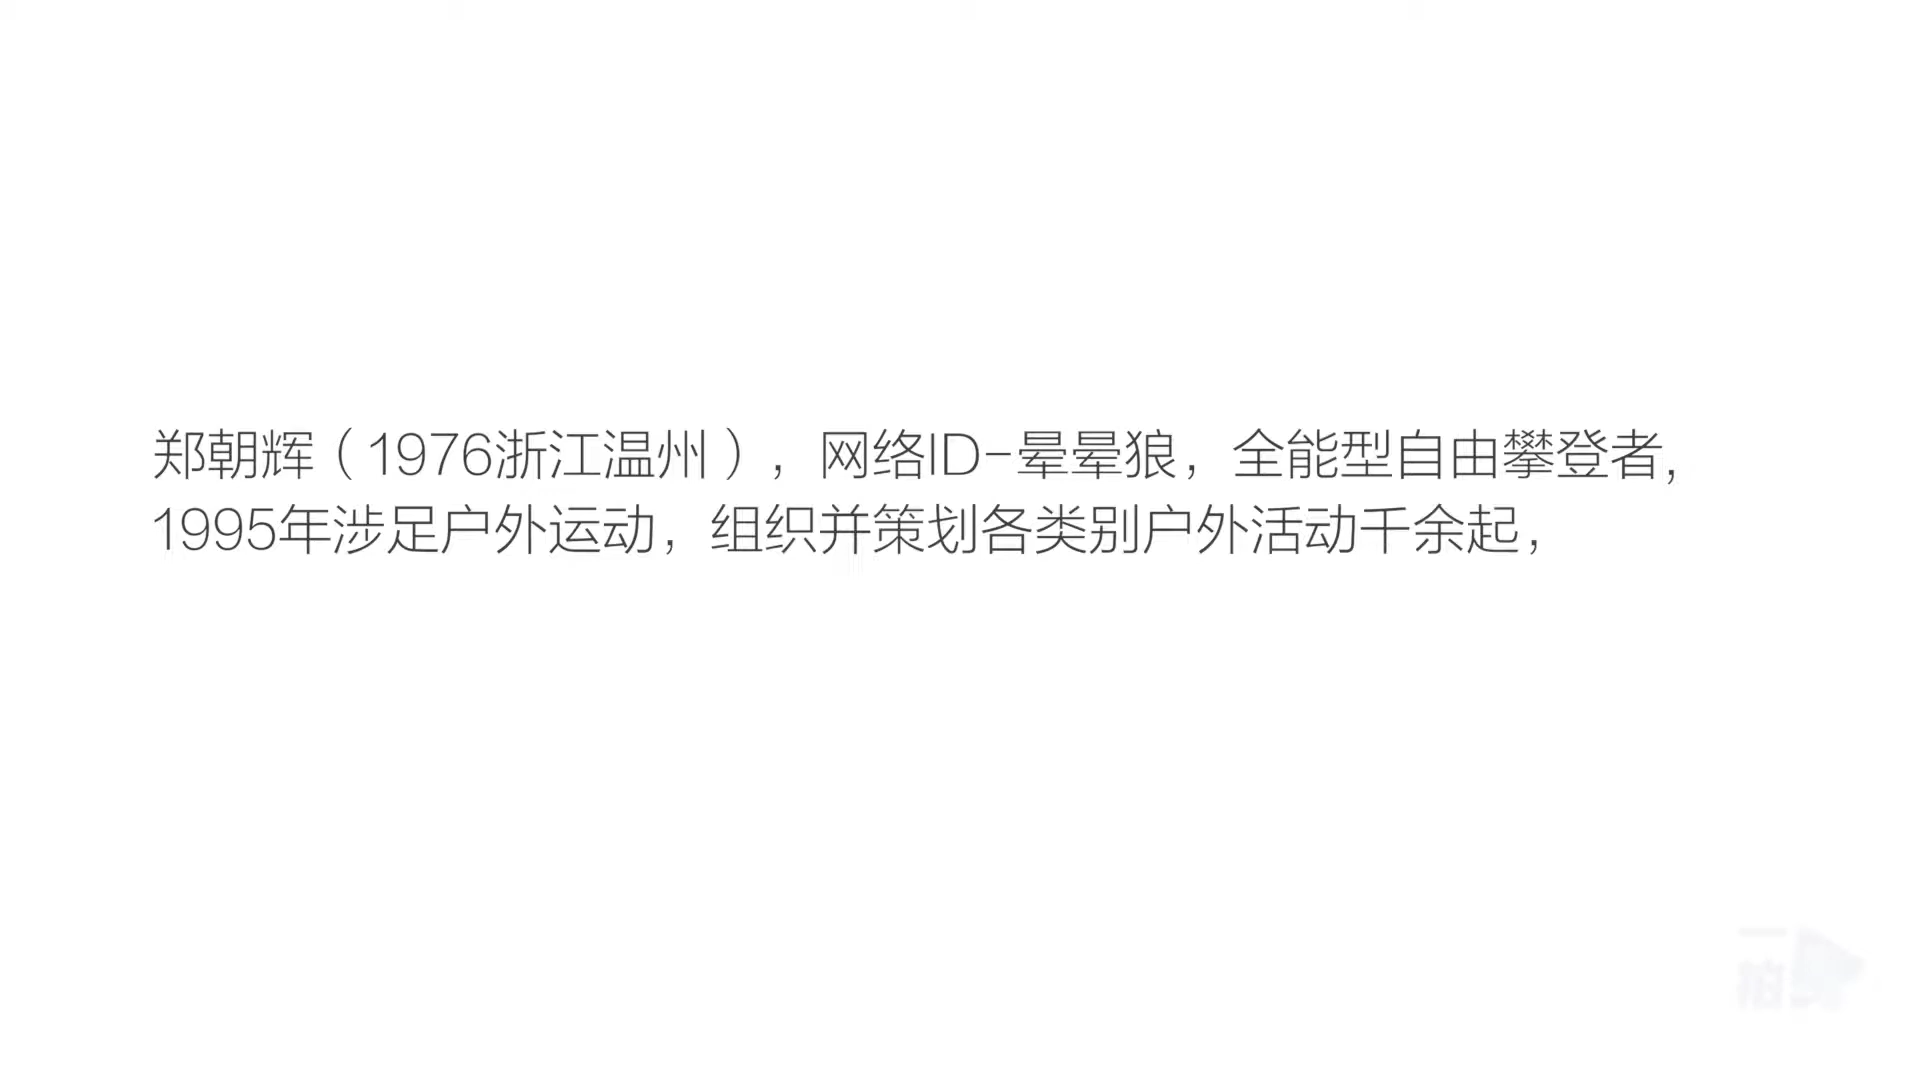 郑朝辉（1976浙江温州），网络ID-晕晕狼，全能型自由攀登者,
1995年涉足户外运动，组织并策划各类别户外活动千余起，